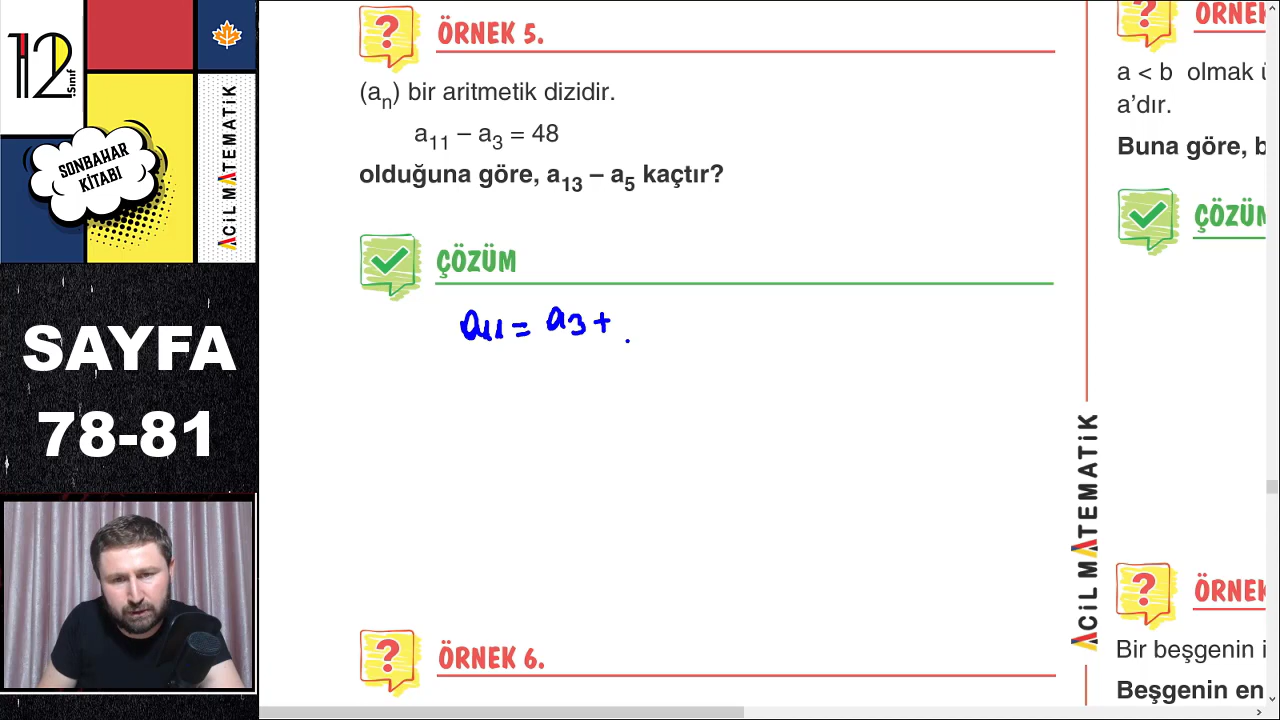 12
.Sınıf
SONBAHAR
KİTABI
ACİL MATEMATİK
SAYFA
78-81
ÖRNEK 5.
(aₙ) bir aritmetik dizidir.
a₁₁ – a₃ = 48
olduğuna göre, a₁₃ – a₅ kaçtır?
ÇÖZÜM
a₁₁ = a₃ +
ÖRNEK 6.
ACİL MATEMATİK
ÖRNEK
a < b olmak ü
a'dır.
Buna göre, b
ÇÖZÜM
ÖRNEK
Bir beşgenin i
Beşgenin en